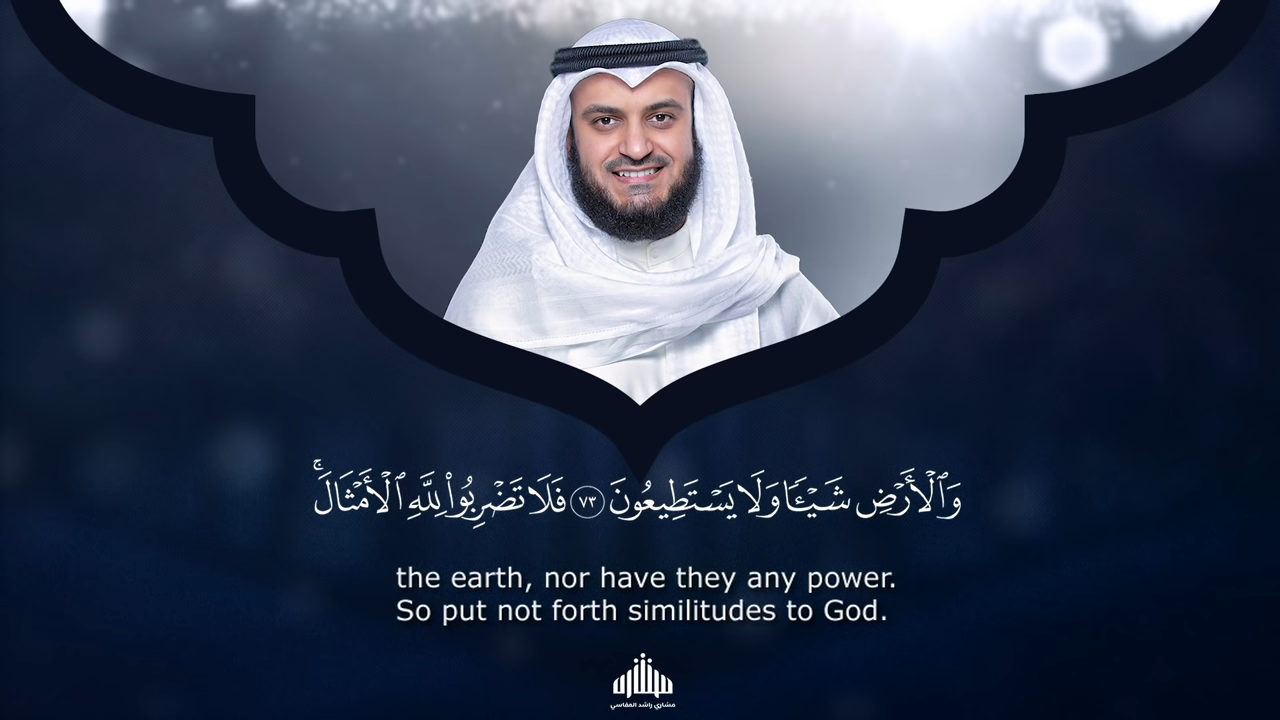 وَٱلْأَرْضِ شَيْـًٔا وَلَا يَسْتَطِيعُونَ ٧٣ فَلَا تَضْرِبُوا۟ لِلَّهِ ٱلْأَمْثَالَ ۚ
the earth, nor have they any power.
So put not forth similitudes to God.
مشاري راشد العفاسي